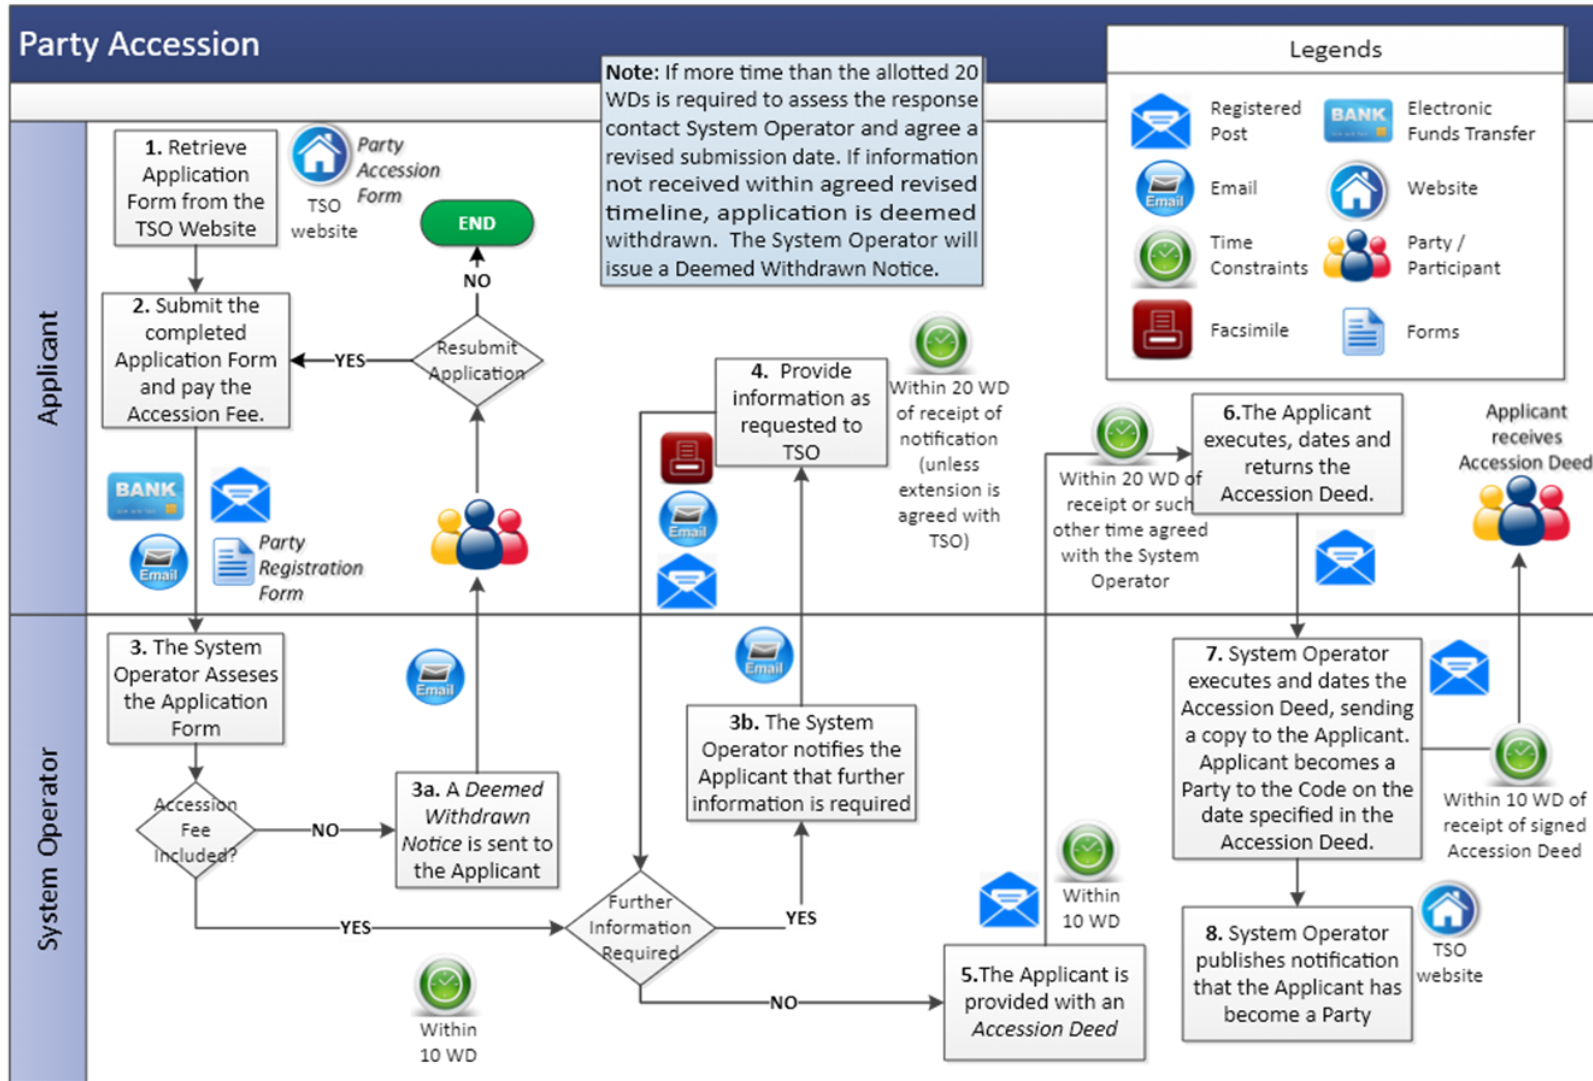 Party Accession
Legends
Registered
Post
BANK
Electronic
Funds Transfer
Email
Email
Website
Time
Constraints
Party /
Participant
Facsimile
Forms
Note: If more time than the allotted 20
WDs is required to assess the response
contact System Operator and agree a
revised submission date. If information
not received within agreed revised
timeline, application is deemed
withdrawn. The System Operator will
issue a Deemed Withdrawn Notice.
Applicant
1. Retrieve
Application
Form from the
TSO Website
Party
Accession
Form
TSO
website
END
NO
2. Submit the
completed
Application Form
and pay the
Accession Fee.
YES
Resubmit
Application
BANK
Email
Party
Registration
Form
4. Provide
information as
requested to
TSO
Within 20 WD
of receipt of
notification
(unless
extension is
agreed with
TSO)
Email
6.The Applicant
executes, dates and
returns the
Accession Deed.
Within 20 WD of
receipt or such
other time agreed
with the System
Operator
Applicant
receives
Accession Deed
System Operator
3. The System
Operator Asseses
the Application
Form
Email
Email
Accession
Fee
Included?
NO
3a. A Deemed
Withdrawn
Notice is sent to
the Applicant
YES
Within
10 WD
3b. The System
Operator notifies the
Applicant that further
information is required
Further
Information
Required
YES
NO
Within
10 WD
5.The Applicant is
provided with an
Accession Deed
7. System Operator
executes and dates the
Accession Deed, sending
a copy to the Applicant.
Applicant becomes a
Party to the Code on the
date specified in the
Accession Deed.
Within 10 WD of
receipt of signed
Accession Deed
8. System Operator
publishes notification
that the Applicant has
become a Party
TSO
website